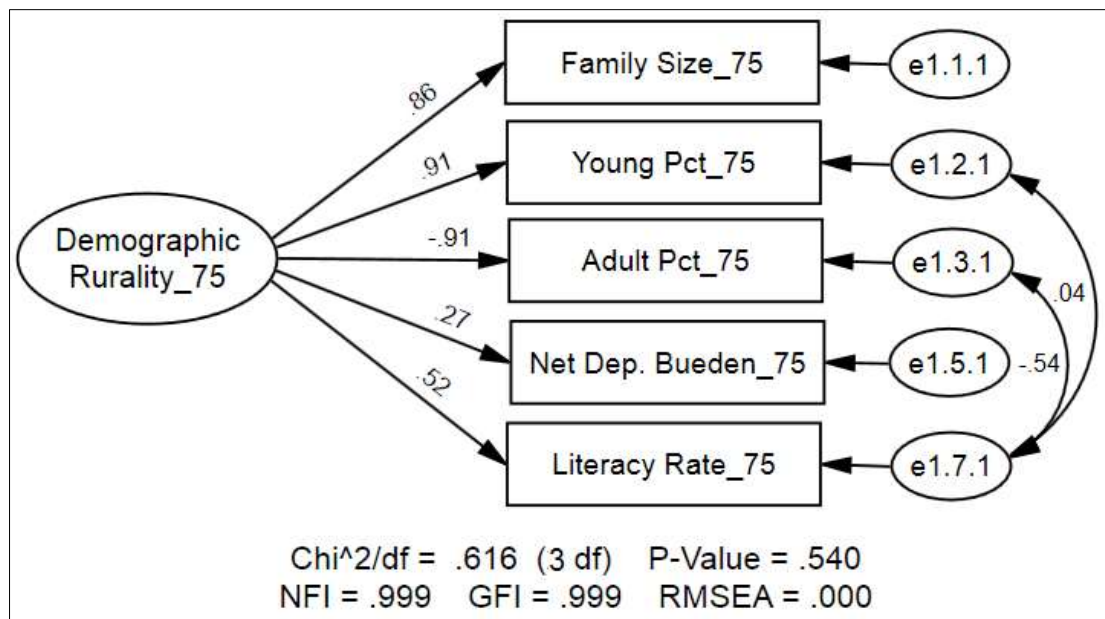 Family Size_75
e1.1.1
.86
Young Pct_75
e1.2.1
.91
Demographic
Rurality_75
-.91
Adult Pct_75
e1.3.1
.04
.27
Net Dep. Bueden_75
e1.5.1
-.54
.52
Literacy Rate_75
e1.7.1
Chi^2/df = .616 (3 df) P-Value = .540
NFI = .999 GFI = .999 RMSEA = .000